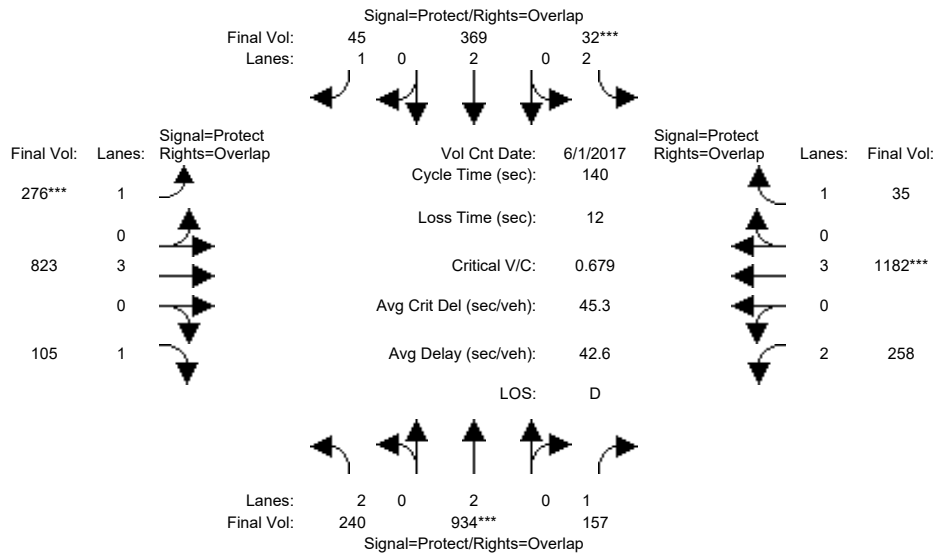 Signal=Protect/Rights=Overlap
Final Vol: 45 369 32***
Lanes: 1 0 2 0 2
Signal=Protect Signal=Protect
Final Vol: Lanes: Rights=Overlap Vol Cnt Date: 6/1/2017 Rights=Overlap Lanes: Final Vol:
Cycle Time (sec): 140
276*** 1 1 35
Loss Time (sec): 12
0 0
823 3 Critical V/C: 0.679 3 1182***
0 Avg Crit Del (sec/veh): 45.3 0
105 1 Avg Delay (sec/veh): 42.6 2 258
LOS: D
Lanes: 2 0 2 0 1
Final Vol: 240 934*** 157
Signal=Protect/Rights=Overlap